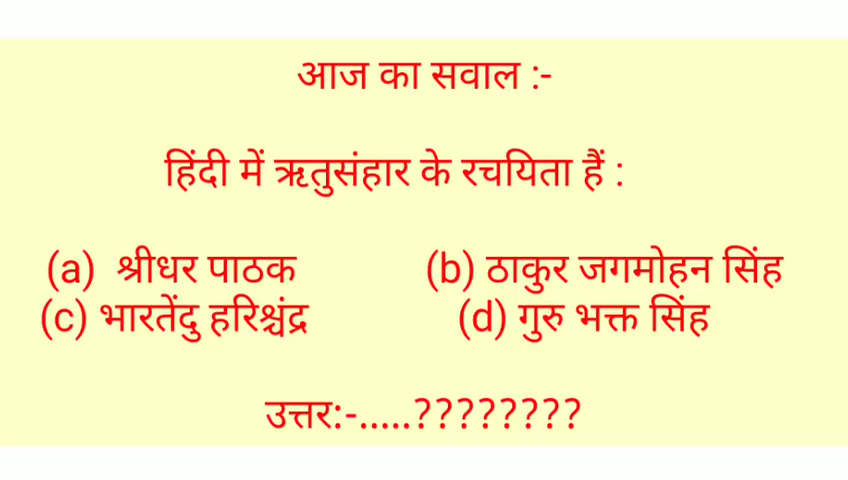 आज का सवाल :-
हिंदी में ऋतुसंहार के रचयिता हैं :
(a) श्रीधर पाठक (b) ठाकुर जगमोहन सिंह
(c) भारतेंदु हरिश्चंद्र (d) गुरु भक्त सिंह
उत्तर:-.....????????